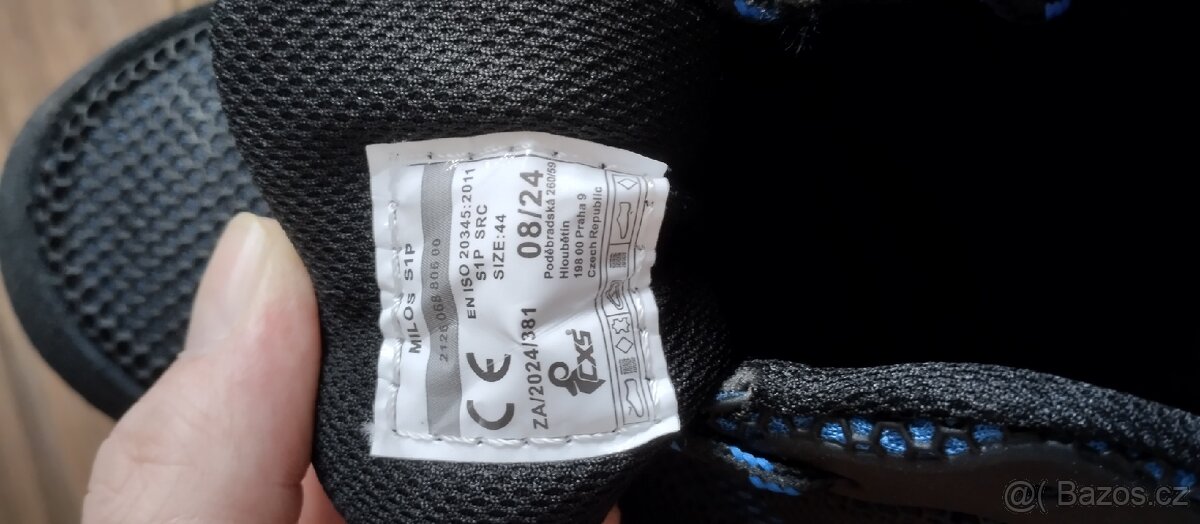 MILOS S1P
2126 068 806 00
EN ISO 20345:2011
S1P SRC
SIZE:44
CE
ZA/2024/381
08/24
CXS
Poděbradská 260/59
Hloubětín
198 00 Praha 9
Czech Republic
@( Bazos.cz